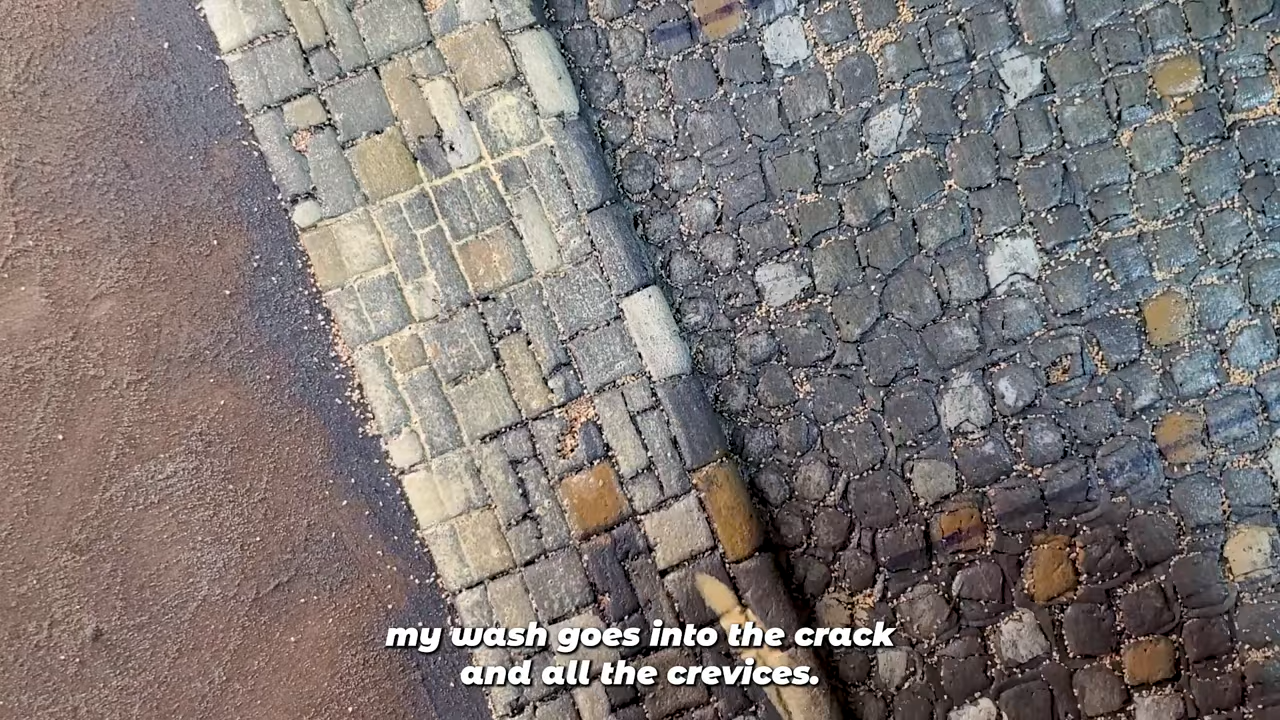 my wash goes into the crack
and all the crevices.